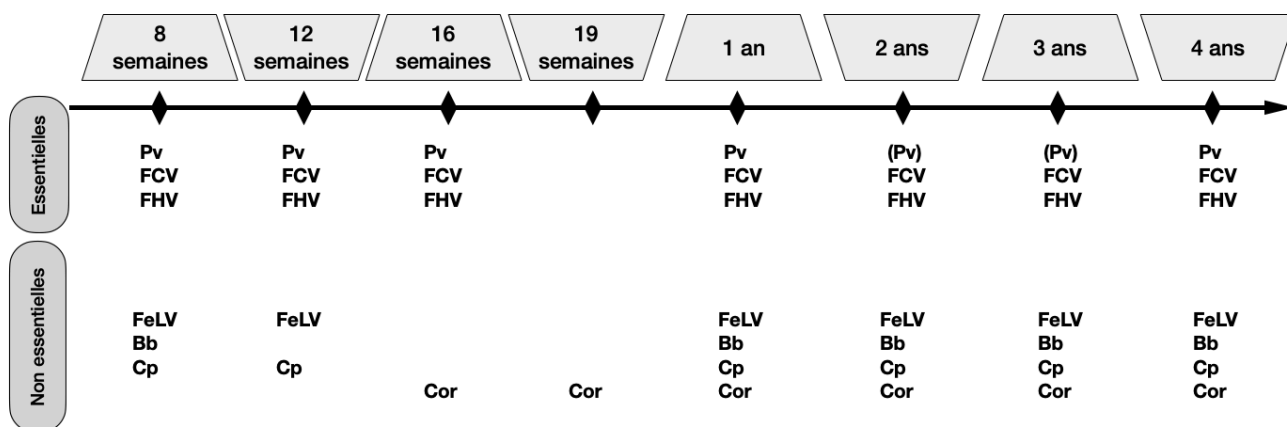 8 semaines
12 semaines
16 semaines
19 semaines
1 an
2 ans
3 ans
4 ans
Essentielles
Pv Pv Pv Pv (Pv) (Pv) Pv
FCV FCV FCV FCV FCV FCV FCV
FHV FHV FHV FHV FHV FHV FHV
Non essentielles
FeLV FeLV FeLV FeLV FeLV FeLV
Bb Bb Bb Bb Bb
Cp Cp Cp Cp Cp Cp
Cor Cor Cor Cor Cor Cor